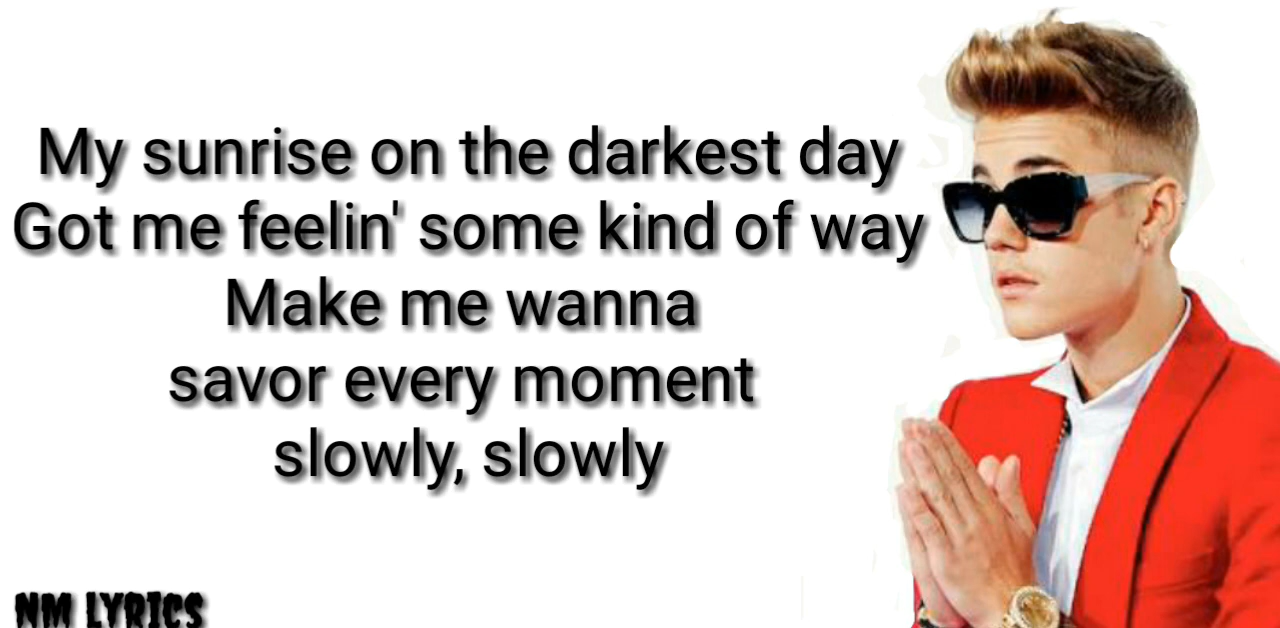 My sunrise on the darkest day
Got me feelin' some kind of way
Make me wanna
savor every moment
slowly, slowly
NM LYRICS